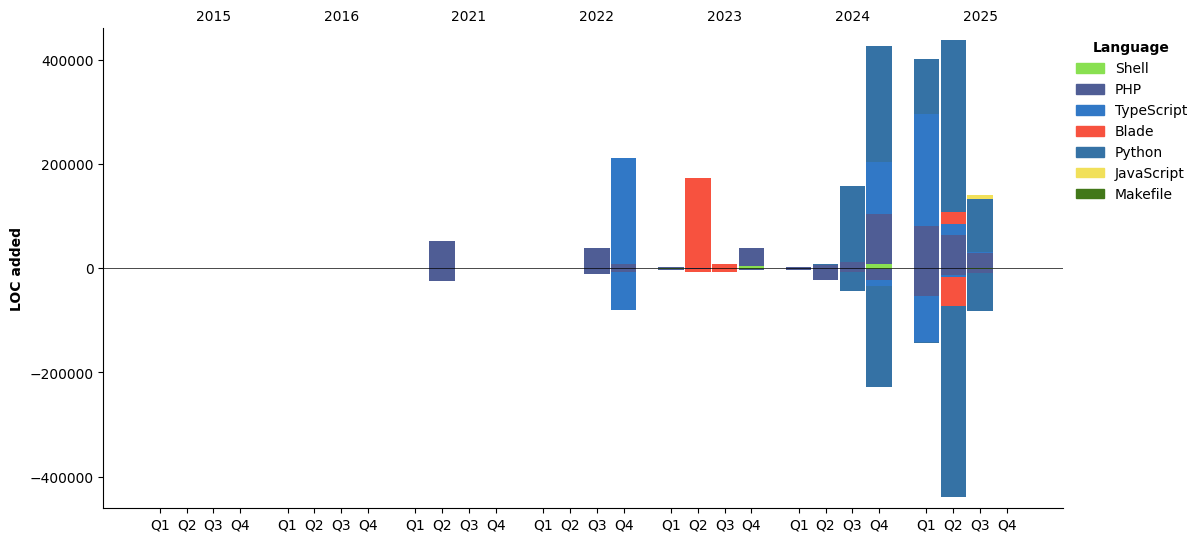 2015 2016 2021 2022 2023 2024 2025
LOC added
400000
200000
0
−200000
−400000
Q1 Q2 Q3 Q4 Q1 Q2 Q3 Q4 Q1 Q2 Q3 Q4 Q1 Q2 Q3 Q4 Q1 Q2 Q3 Q4 Q1 Q2 Q3 Q4 Q1 Q2 Q3 Q4
Language
Shell
PHP
TypeScript
Blade
Python
JavaScript
Makefile